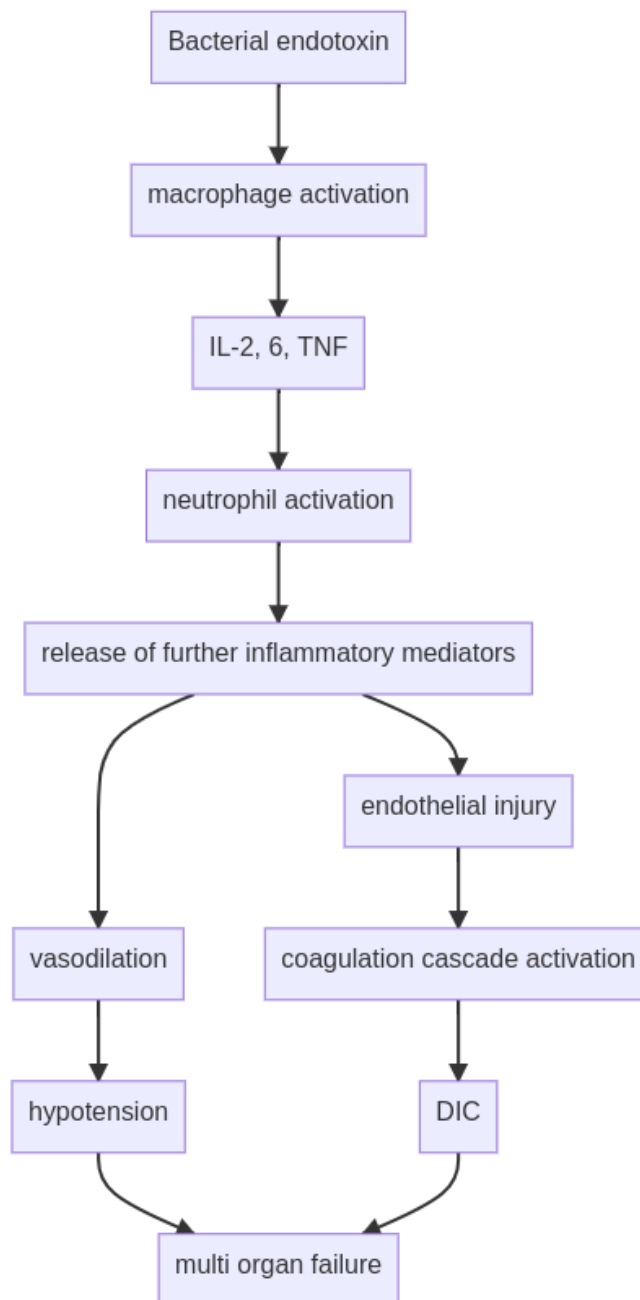 Bacterial endotoxin
macrophage activation
IL-2, 6, TNF
neutrophil activation
release of further inflammatory mediators
endothelial injury
vasodilation
coagulation cascade activation
hypotension
DIC
multi organ failure